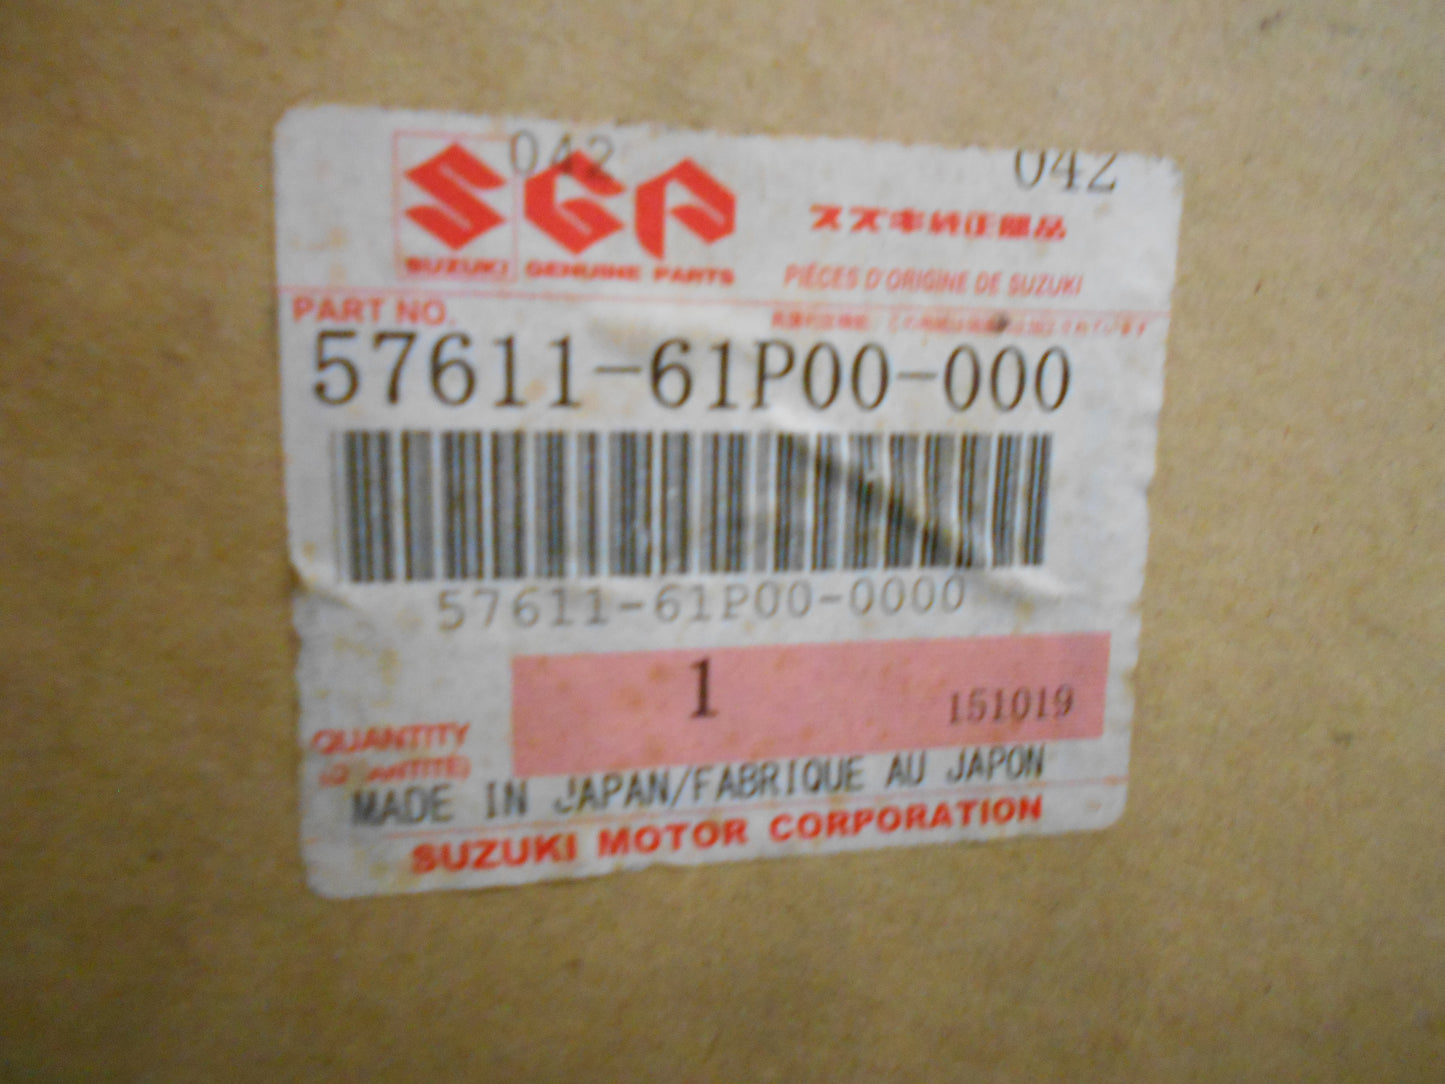 042 042
SGP
スズキ純正部品
SUZUKI GENUINE PARTS
PIÈCES D'ORIGINE DE SUZUKI
PART NO.
57611-61P00-000
57611-61P00-0000
1
151019
QUANTITY
(QUANTITÉ)
MADE IN JAPAN/FABRIQUE AU JAPON
SUZUKI MOTOR CORPORATION